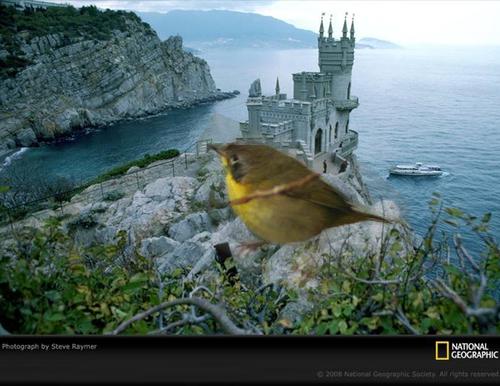 Photograph by Steve Raymer
NATIONAL
GEOGRAPHIC
© 2008 National Geographic Society. All rights reserved.